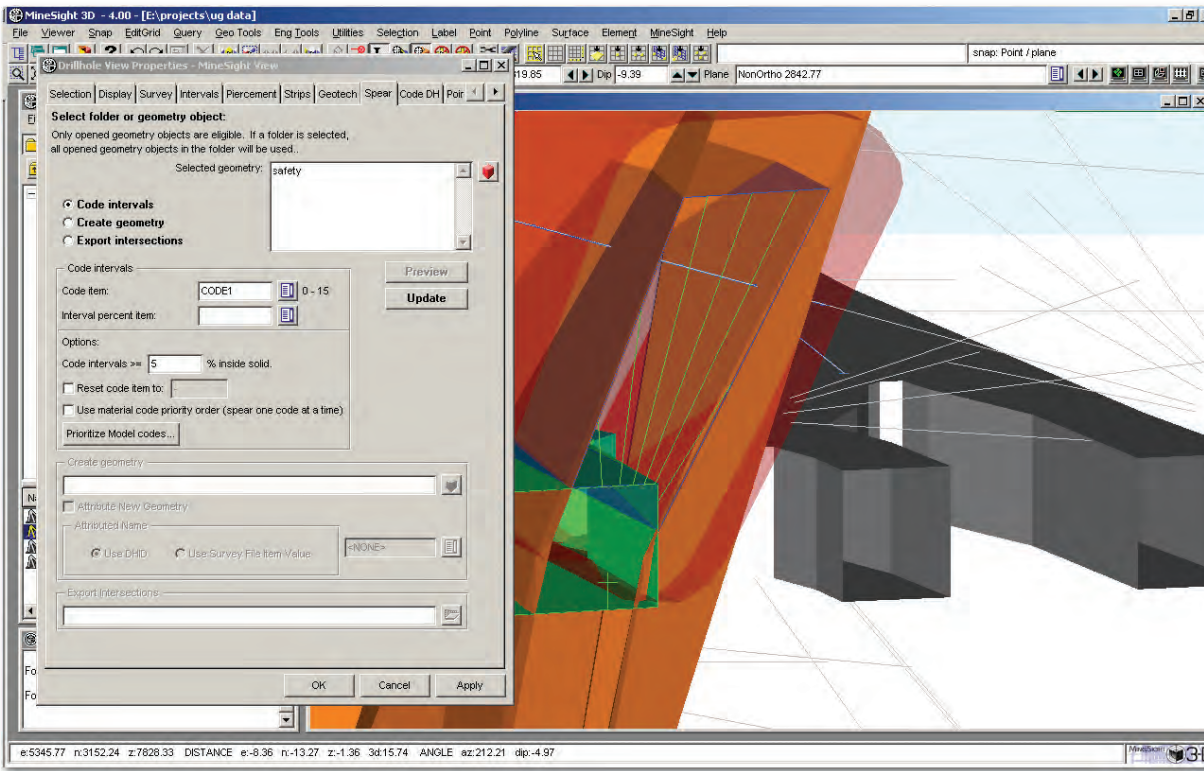 MineSight 3D - 4.00 - [E:\projects\ug data]
File Viewer Snap EditGrid Query Geo Tools Eng Tools Utilities Selection Label Point Polyline Surface Element MineSight Help
snap: Point / plane
19.85 Dip -9.39 Plane NonOrtho 2842.77
Drillhole View Properties - MineSight View
Selection Display Survey Intervals Piercement Strips Geotech Spear Code DH Poir
Select folder or geometry object:
Only opened geometry objects are eligible. If a folder is selected,
all opened geometry objects in the folder will be used..
Selected geometry: safety
Code intervals
Create geometry
Export intersections
Code intervals
Preview
Code item: CODE1 0 - 15
Update
Interval percent item:
Options:
Code intervals >= 5 % inside solid.
Reset code item to: -
Use material code priority order (spear one code at a time)
Prioritize Model codes...
Create geometry
Attribute New Geometry
Attributed Name
Use DHID Use Survey File Item Value <NONE>
Export Intersections
Fo
Fo
OK Cancel Apply
e:5345.77 n:3152.24 z:7828.33 DISTANCE e:-8.36 n:-13.27 z:-1.36 3d:15.74 ANGLE az:212.21 dip:-4.97